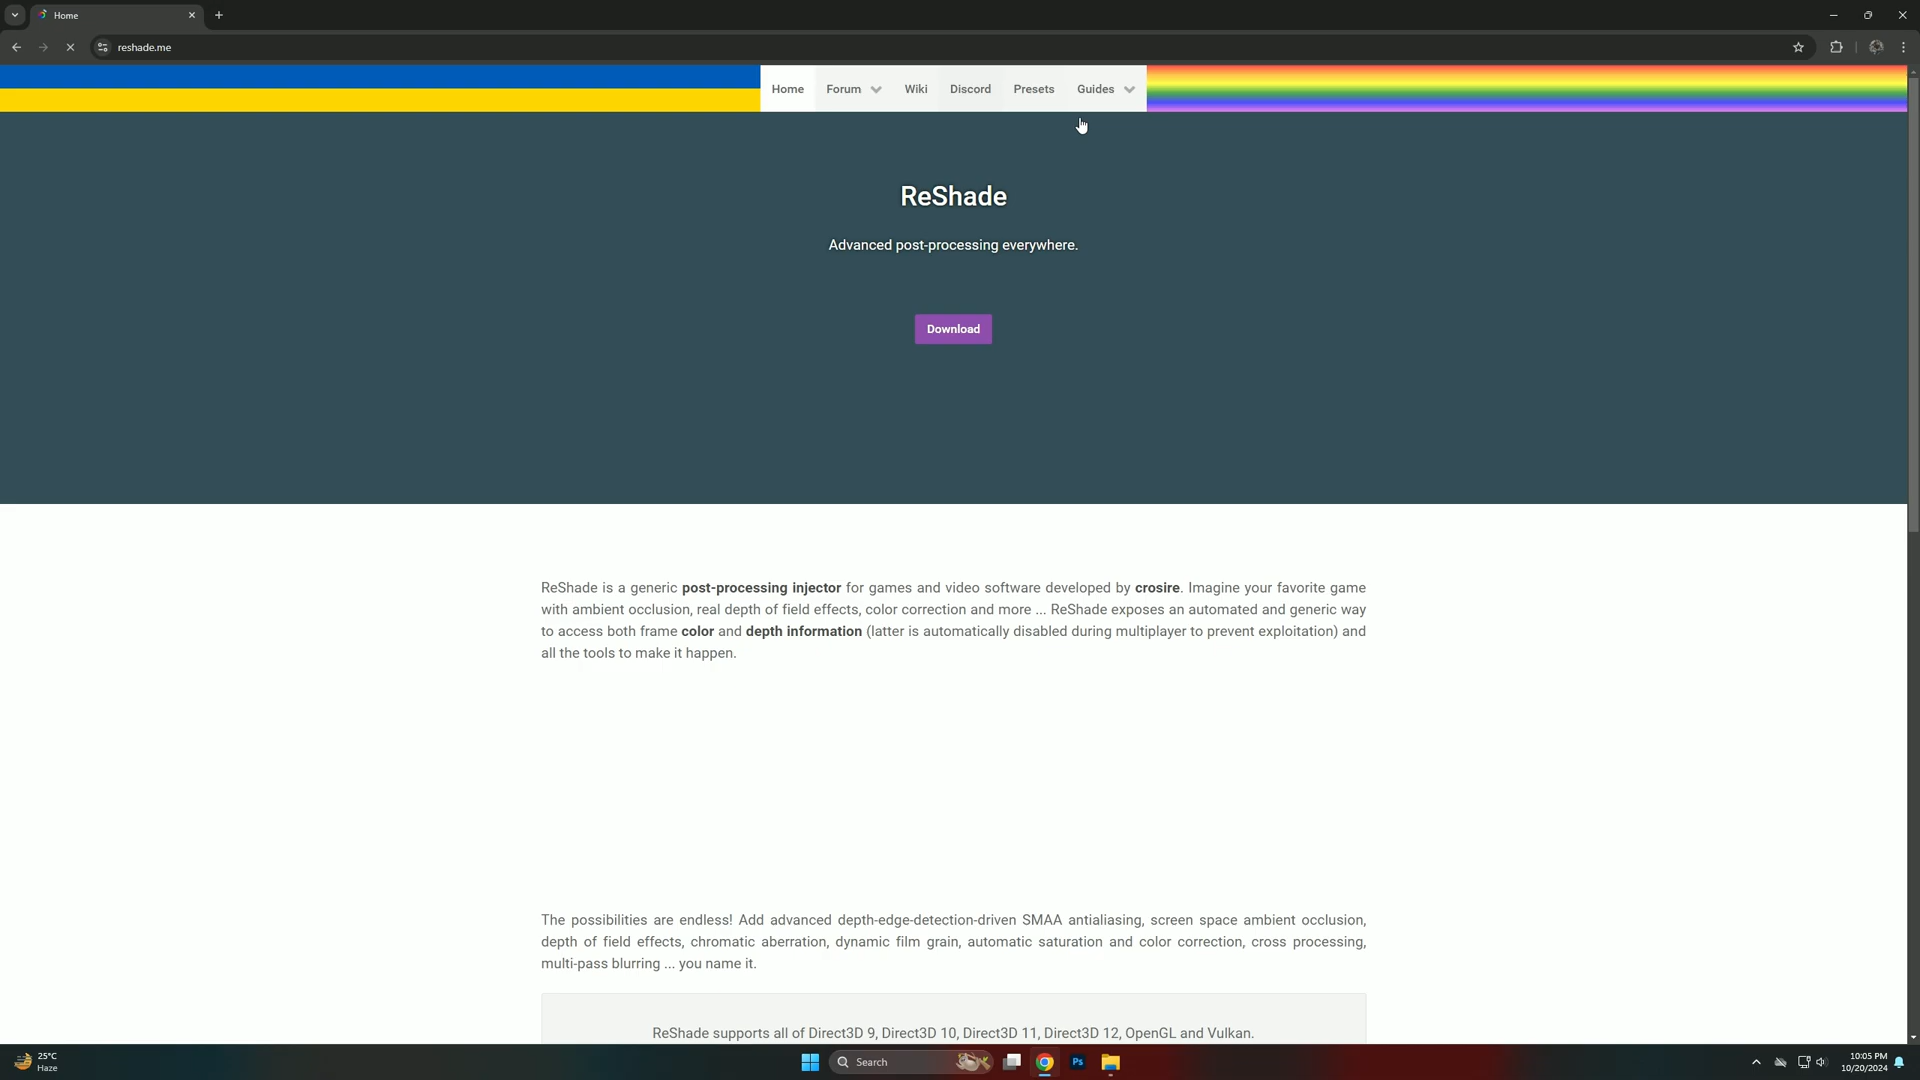 Home
reshade.me
Home Forum Wiki Discord Presets Guides
ReShade
Advanced post-processing everywhere.
Download
ReShade is a generic post-processing injector for games and video software developed by crosire. Imagine your favorite game
with ambient occlusion, real depth of field effects, color correction and more ... ReShade exposes an automated and generic way
to access both frame color and depth information (latter is automatically disabled during multiplayer to prevent exploitation) and
all the tools to make it happen.
The possibilities are endless! Add advanced depth-edge-detection-driven SMAA antialiasing, screen space ambient occlusion,
depth of field effects, chromatic aberration, dynamic film grain, automatic saturation and color correction, cross processing,
multi-pass blurring ... you name it.
ReShade supports all of Direct3D 9, Direct3D 10, Direct3D 11, Direct3D 12, OpenGL and Vulkan.
25°C
Haze
Search
Ps
10:05 PM
10/20/2024